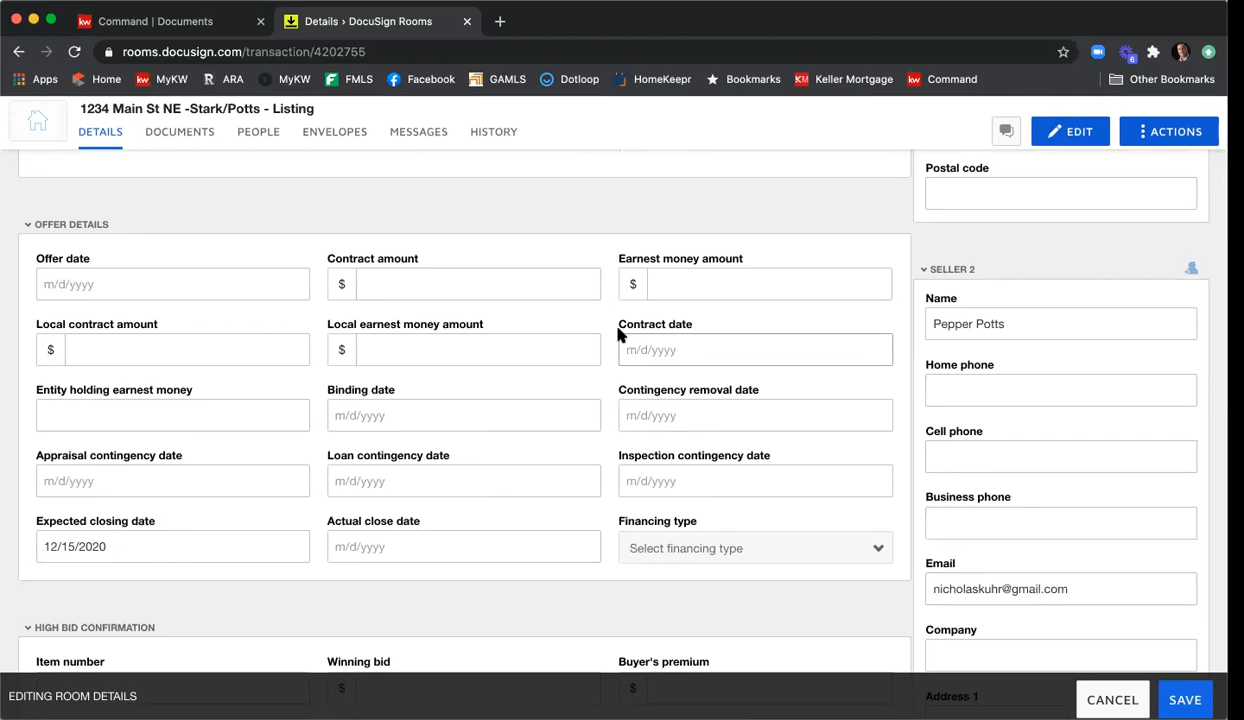 Command | Documents
Details › DocuSign Rooms
rooms.docusign.com/transaction/4202755
6
Apps
Home
kw MyKW
R ARA
MyKW
FMLS
Facebook
GAMLS
Dotloop
HomeKeepr
Bookmarks
KM Keller Mortgage
kw Command
Other Bookmarks
1234 Main St NE -Stark/Potts - Listing
DETAILS
DOCUMENTS
PEOPLE
ENVELOPES
MESSAGES
HISTORY
EDIT
ACTIONS
Postal code
OFFER DETAILS
Offer date
Contract amount
Earnest money amount
m/d/yyyy
$
$
Local contract amount
Local earnest money amount
Contract date
$
$
m/d/yyyy
Entity holding earnest money
Binding date
Contingency removal date
m/d/yyyy
m/d/yyyy
Appraisal contingency date
Loan contingency date
Inspection contingency date
m/d/yyyy
m/d/yyyy
m/d/yyyy
Expected closing date
Actual close date
Financing type
12/15/2020
m/d/yyyy
Select financing type
HIGH BID CONFIRMATION
Item number
Winning bid
Buyer's premium
$
$
SELLER 2
Name
Pepper Potts
Home phone
Cell phone
Business phone
Email
nicholaskuhr@gmail.com
Company
Address 1
EDITING ROOM DETAILS
CANCEL
SAVE